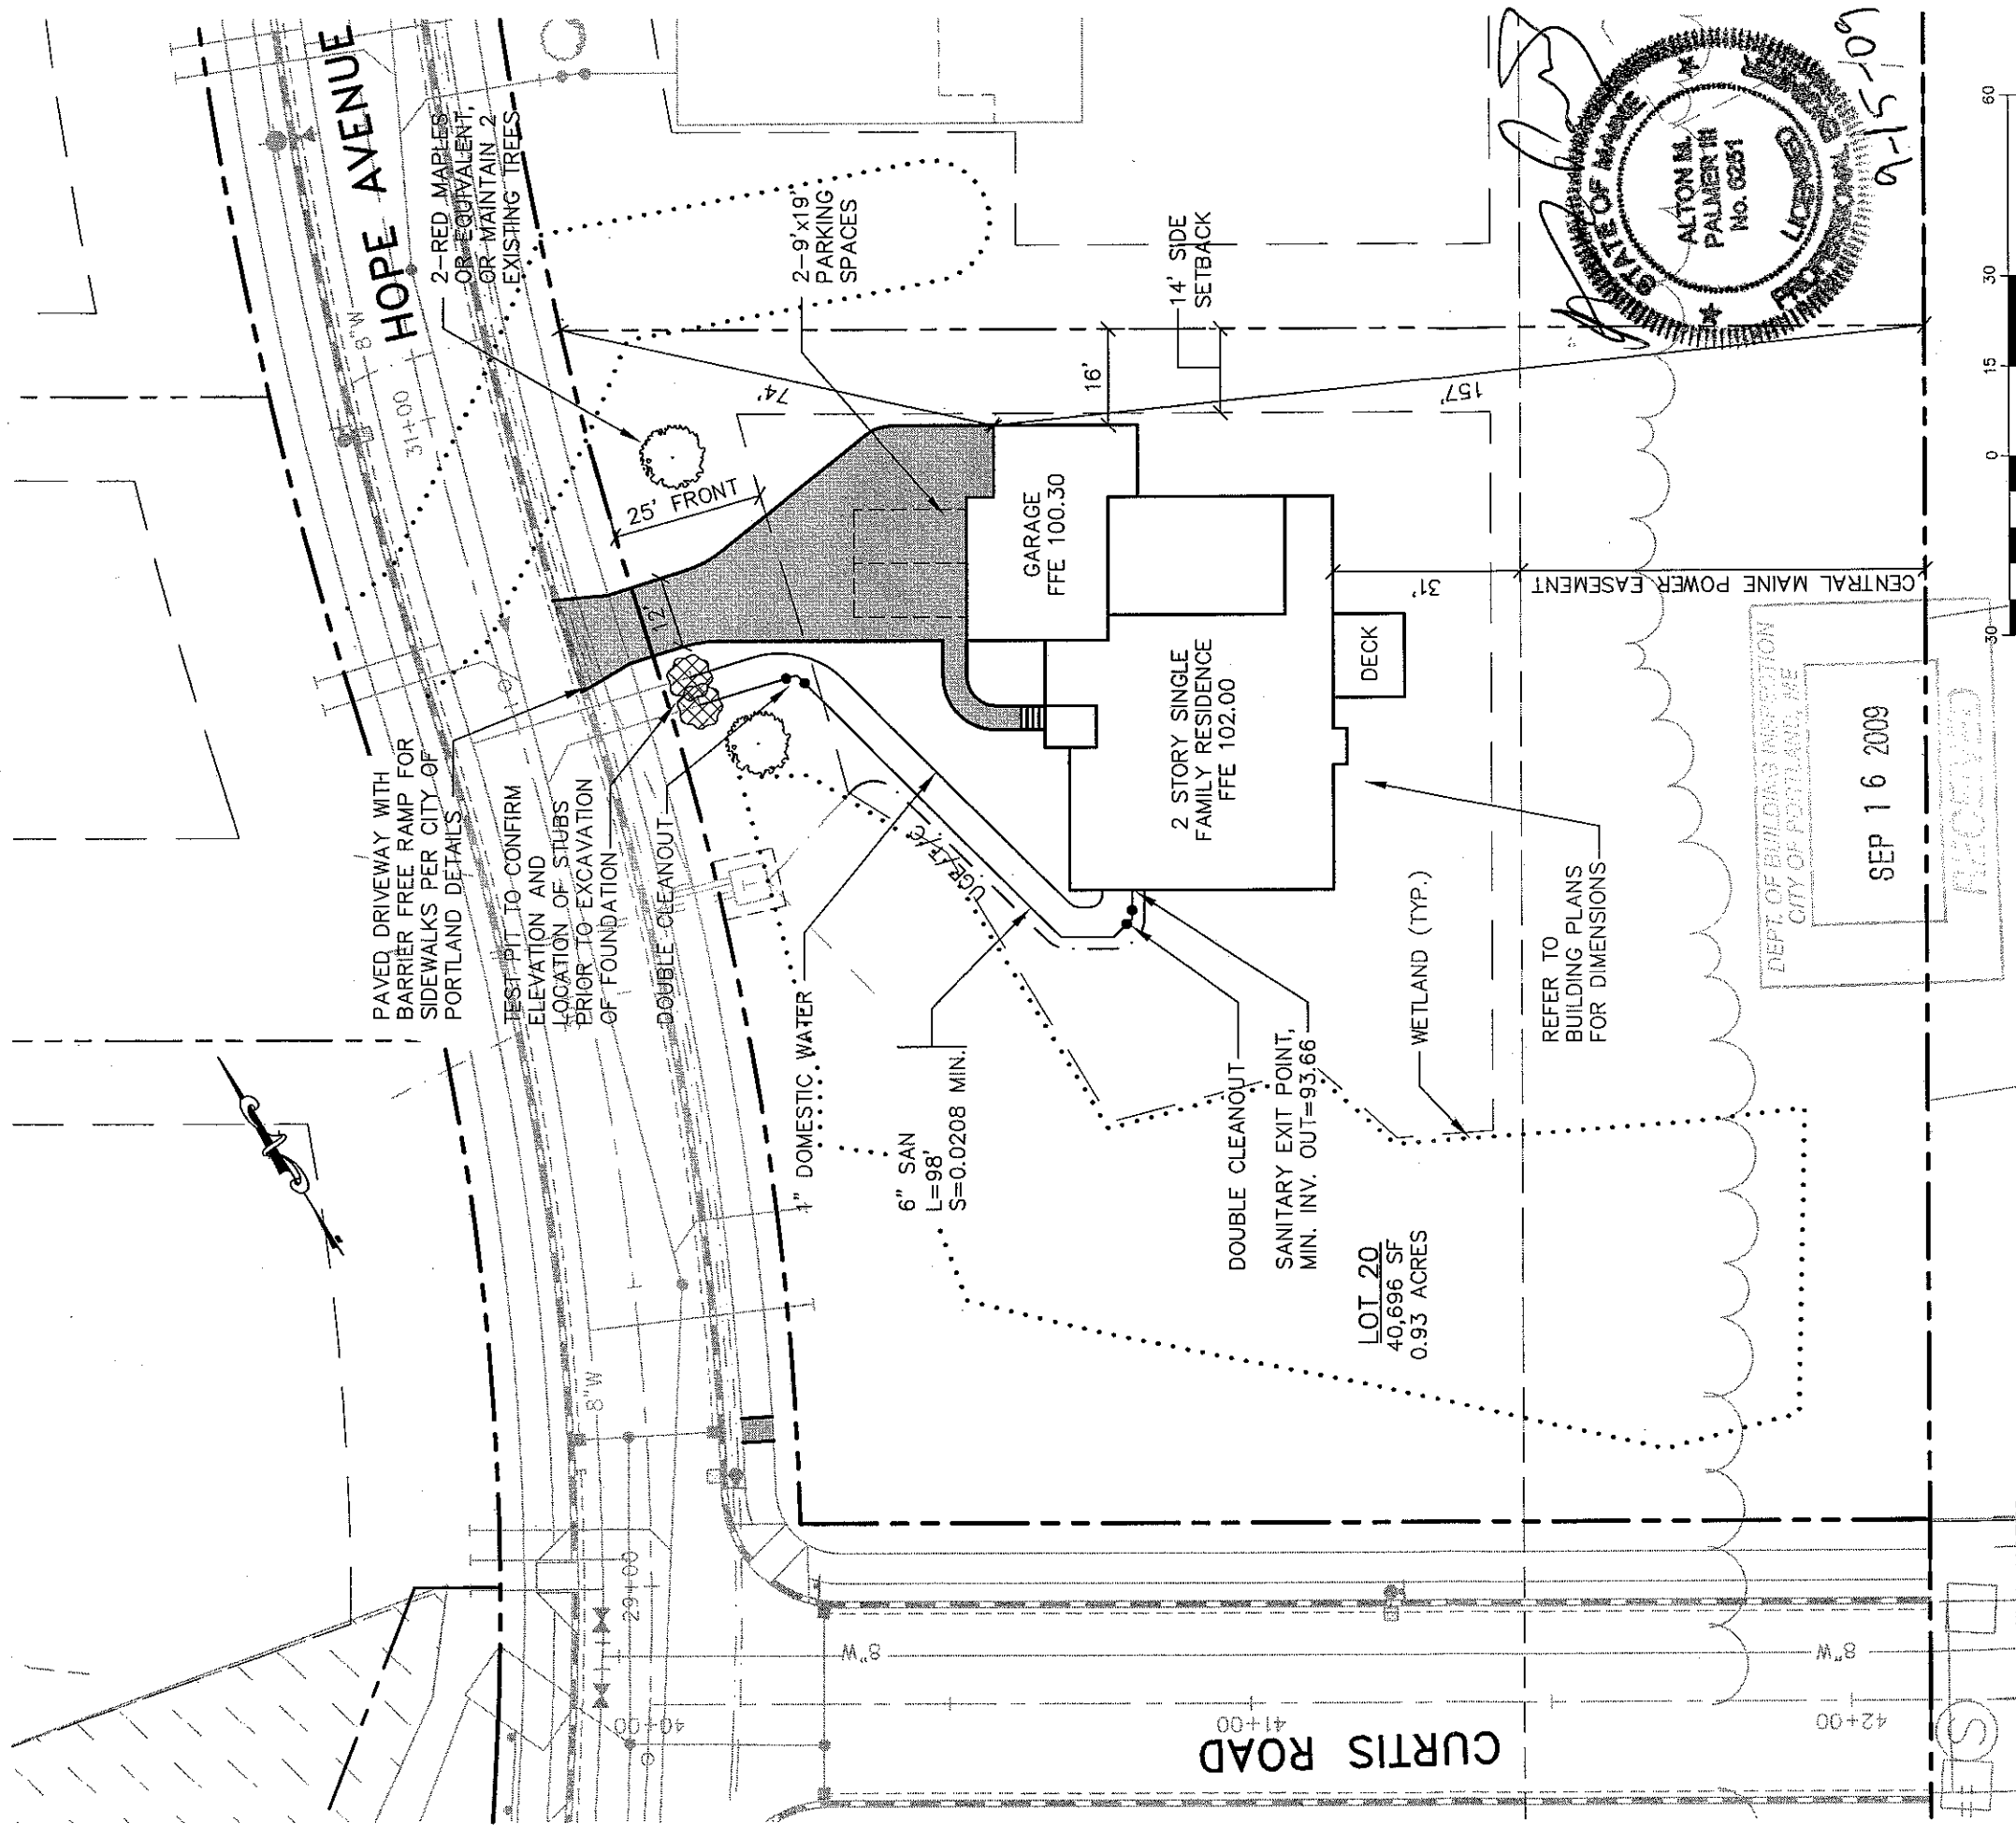 HOPE AVENUE
2-RED MAPLES
OR EQUIVALENT,
OR MAINTAIN 2
EXISTING TREES
8"W
31+00
2-9'x19'
PARKING
SPACES
14' SIDE
SETBACK
74'
16'
157'
25' FRONT
12'
GARAGE
FFE 100.30
31'
CENTRAL MAINE POWER EASEMENT
DECK
2 STORY SINGLE
FAMILY RESIDENCE
FFE 102.00
PAVED DRIVEWAY WITH
BARRIER FREE RAMP FOR
SIDEWALKS PER CITY OF
PORTLAND DETAILS
TEST PIT TO CONFIRM
ELEVATION AND
LOCATION OF STUBS
PRIOR TO EXCAVATION
OF FOUNDATION
DOUBLE CLEANOUT
T
UGE/T/C
1" DOMESTIC WATER
6" SAN
L=98'
S=0.0208 MIN.
DOUBLE CLEANOUT
SANITARY EXIT POINT,
MIN. INV. OUT=93.66
WETLAND (TYP.)
REFER TO
BUILDING PLANS
FOR DIMENSIONS
LOT 20
40,696 SF
0.93 ACRES
8"W
29+00
40+00
8"W
41+00
8"W
42+00
CURTIS ROAD
S
STATE OF MAINE
ALTON M.
PALMER III
No. 6251
LICENSED
PROFESSIONAL
9-15-09
DEPT. OF BUILDING INSPECTION
CITY OF PORTLAND, ME
SEP 16 2009
RECEIVED
30
0
15
30
60